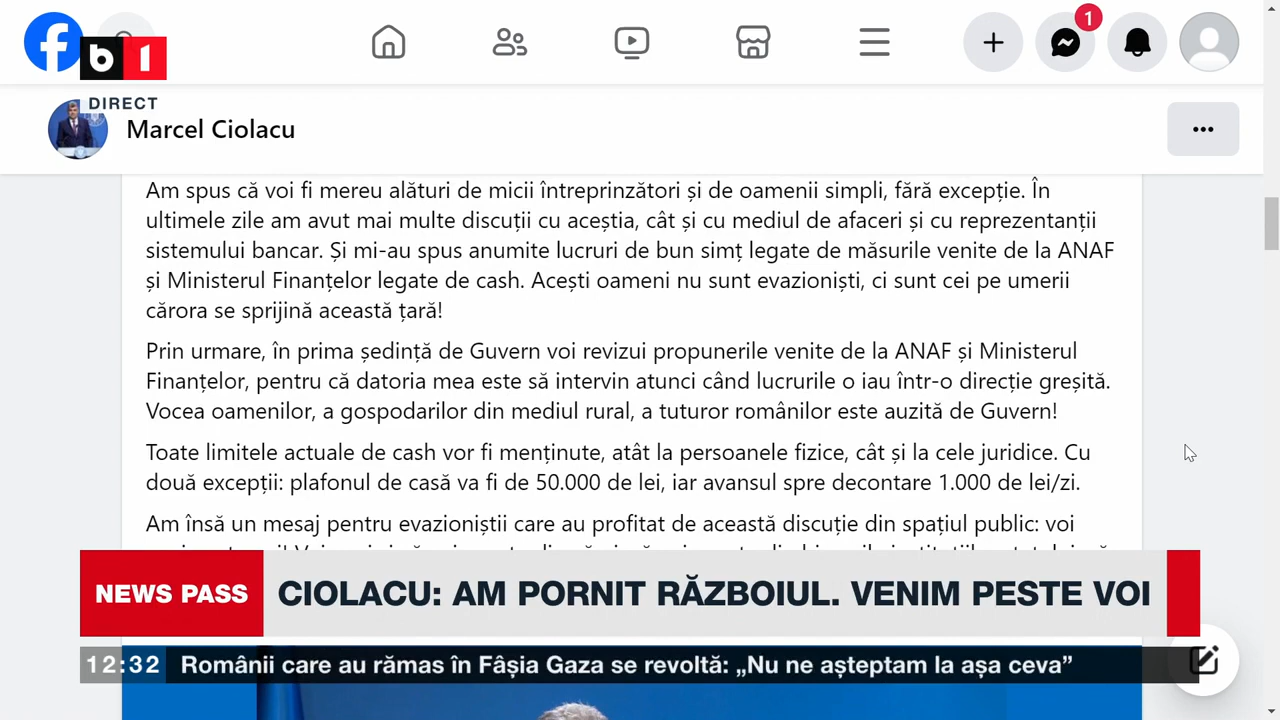 1
b 1
DIRECT
Marcel Ciolacu
Am spus că voi fi mereu alături de micii întreprinzători și de oamenii simpli, fără excepție. În
ultimele zile am avut mai multe discuții cu aceștia, cât și cu mediul de afaceri și cu reprezentanții
sistemului bancar. Și mi-au spus anumite lucruri de bun simț legate de măsurile venite de la ANAF
și Ministerul Finanțelor legate de cash. Acești oameni nu sunt evazioniști, ci sunt cei pe umerii
cărora se sprijină această țară!
Prin urmare, în prima ședință de Guvern voi revizui propunerile venite de la ANAF și Ministerul
Finanțelor, pentru că datoria mea este să intervin atunci când lucrurile o iau într-o direcție greșită.
Vocea oamenilor, a gospodarilor din mediul rural, a tuturor românilor este auzită de Guvern!
Toate limitele actuale de cash vor fi menținute, atât la persoanele fizice, cât și la cele juridice. Cu
două excepții: plafonul de casă va fi de 50.000 de lei, iar avansul spre decontare 1.000 de lei/zi.
Am însă un mesaj pentru evazioniștii care au profitat de această discuție din spațiul public: voi
NEWS PASS
CIOLACU: AM PORNIT RĂZBOIUL. VENIM PESTE VOI
12:32 Românii care au rămas în Fâșia Gaza se revoltă: „Nu ne așteptam la așa ceva”